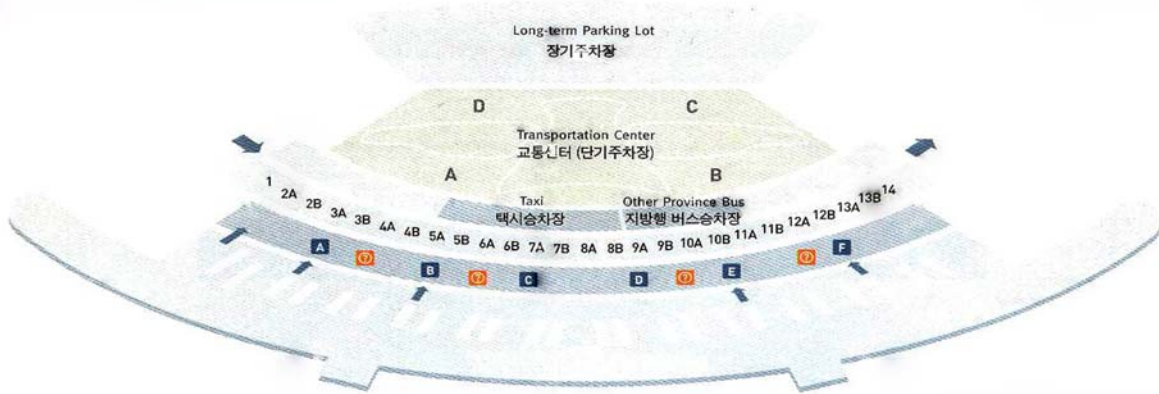 Long-term Parking Lot
장기주차장
D
C
Transportation Center
교통센터 (단기주차장)
A
B
Taxi
택시승차장
Other Province Bus
지방행 버스승차장
1 2A 2B 3A 3B 4A 4B 5A 5B 6A 6B 7A 7B 8A 8B 9A 9B 10A 10B 11A 11B 12A 12B 13A 13B 14
A ? B ? C D ? E ? F